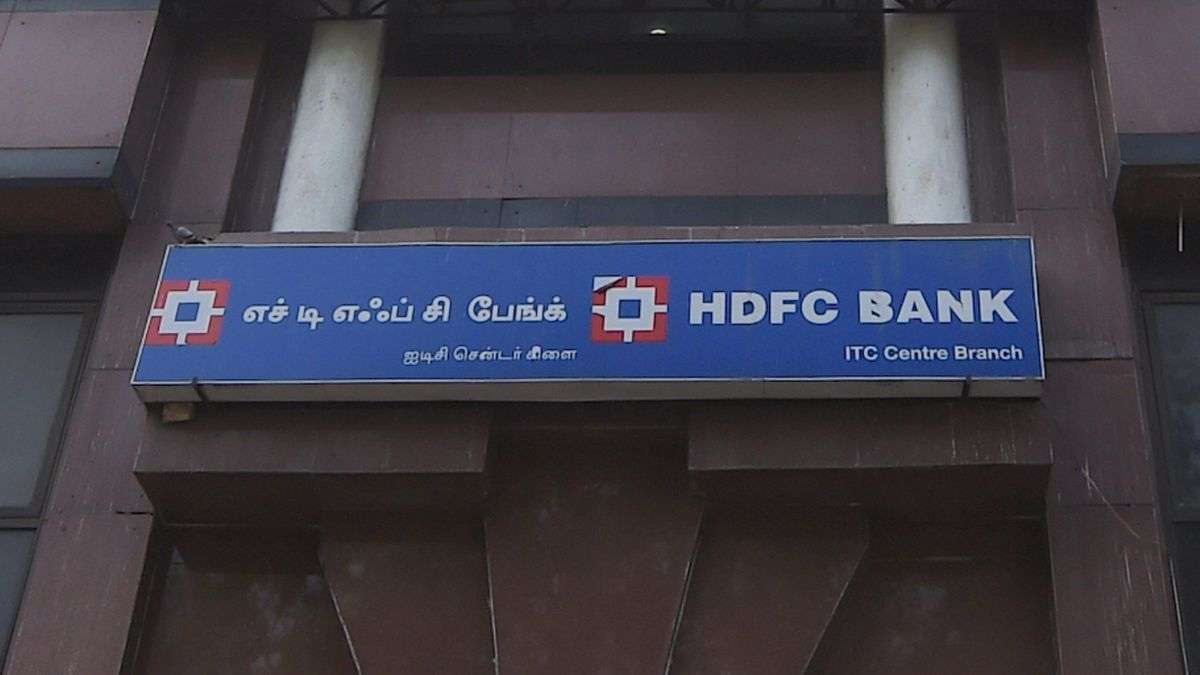 எச் டி எஃப் சி பேங்க்
ஐடிசி சென்டர் கிளை
HDFC BANK
ITC Centre Branch